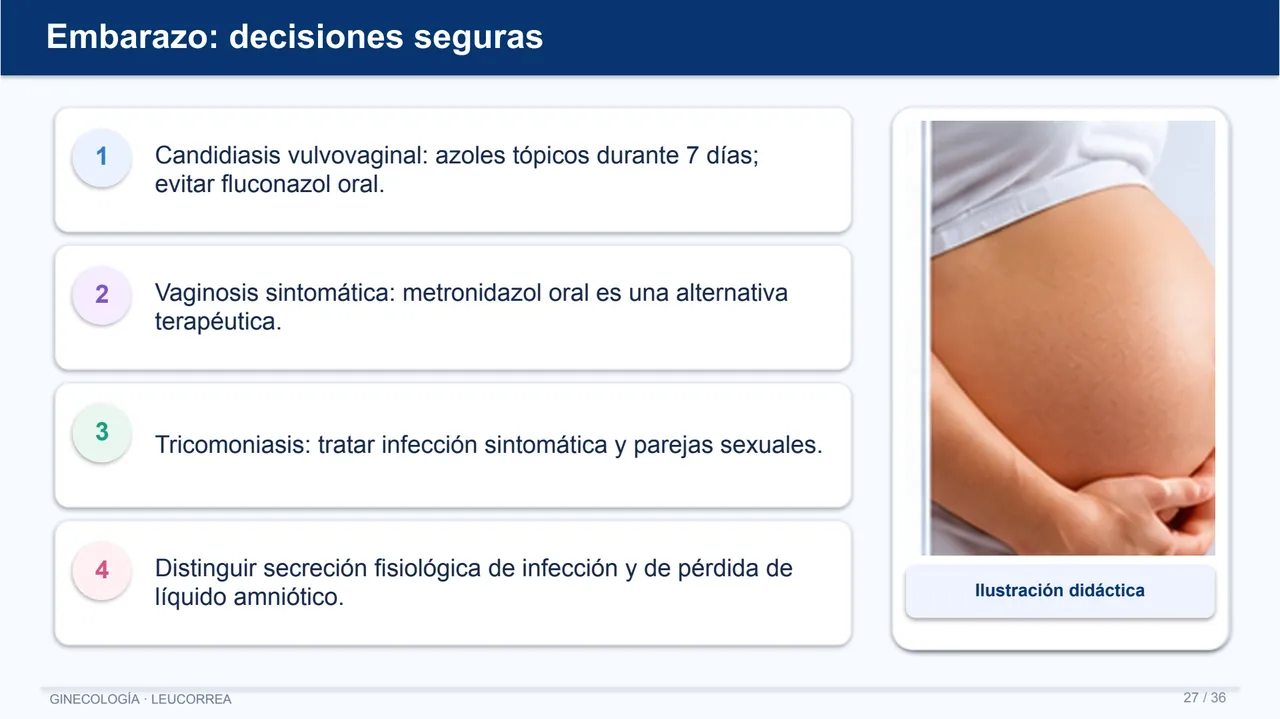 Embarazo: decisiones seguras
1
Candidiasis vulvovaginal: azoles tópicos durante 7 días;
evitar fluconazol oral.
2
Vaginosis sintomática: metronidazol oral es una alternativa
terapéutica.
3
Tricomoniasis: tratar infección sintomática y parejas sexuales.
4
Distinguir secreción fisiológica de infección y de pérdida de
líquido amniótico.
Ilustración didáctica
GINECOLOGÍA · LEUCORREA
27 / 36